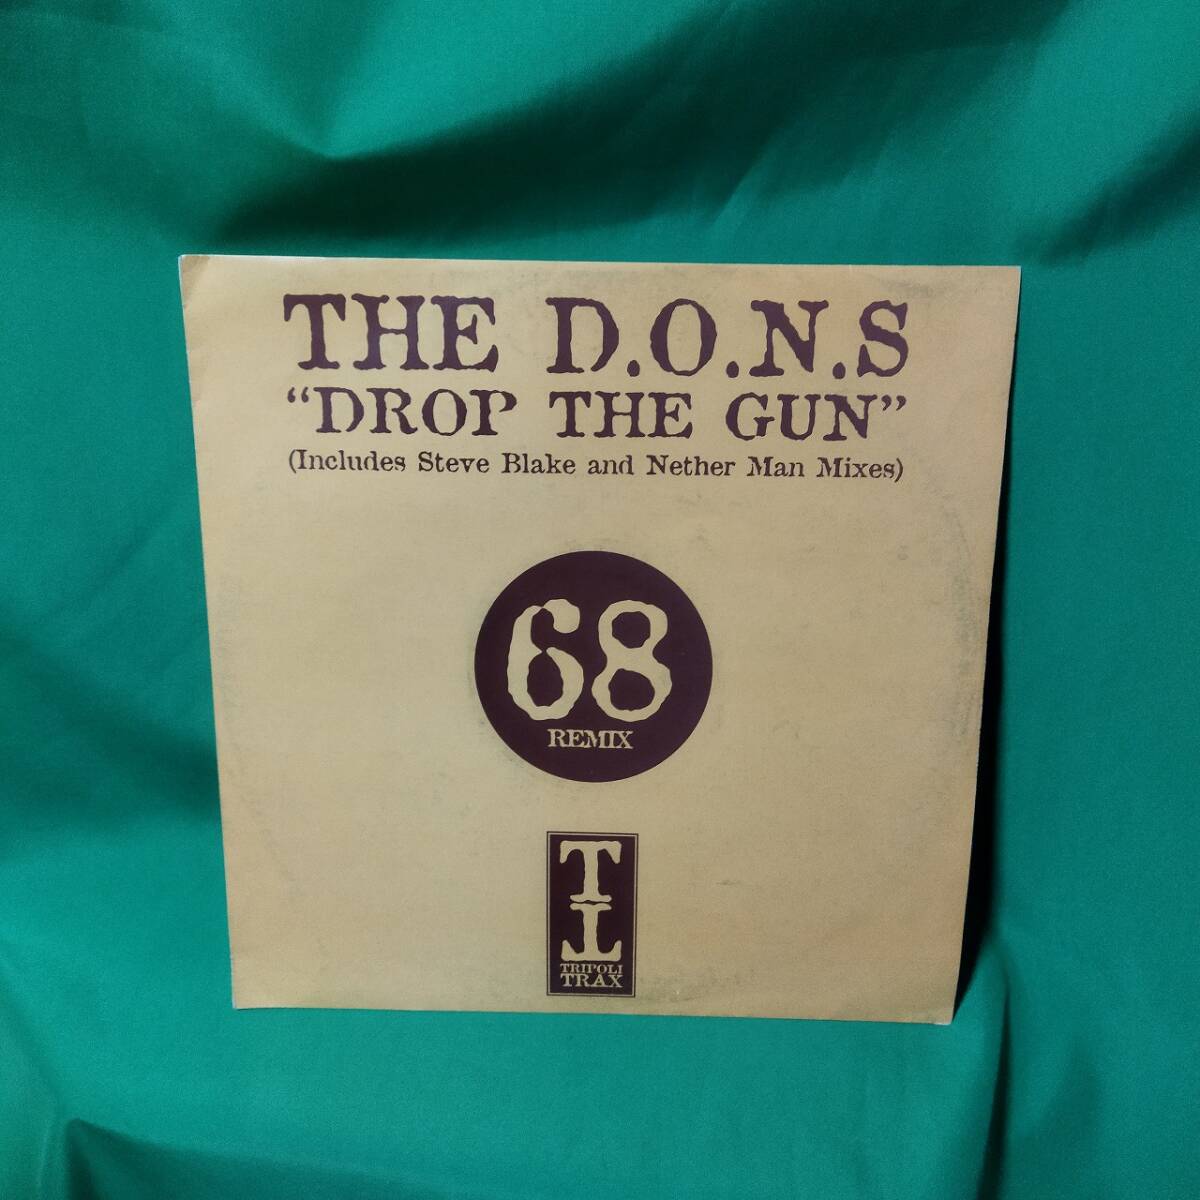 THE D.O.N.S
“DROP THE GUN”
(Includes Steve Blake and Nether Man Mixes)
68
REMIX
TT
TRIPOLI
TRAX